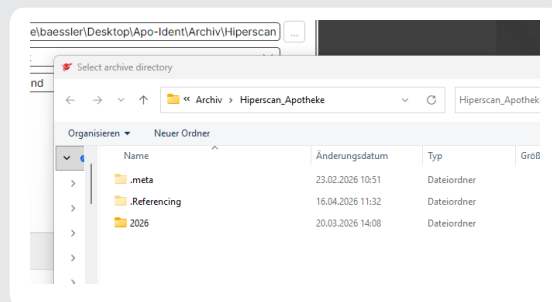 e\baessler\Desktop\Apo-Ident\Archiv\Hiperscan
...
nd
Select archive directory
« Archiv › Hiperscan_Apotheke
Hiperscan_Apotheke
Organisieren
Neuer Ordner
Name Änderungsdatum Typ Größ
.meta 23.02.2026 10:51 Dateiordner
.Referencing 16.04.2026 11:32 Dateiordner
2026 20.03.2026 14:08 Dateiordner